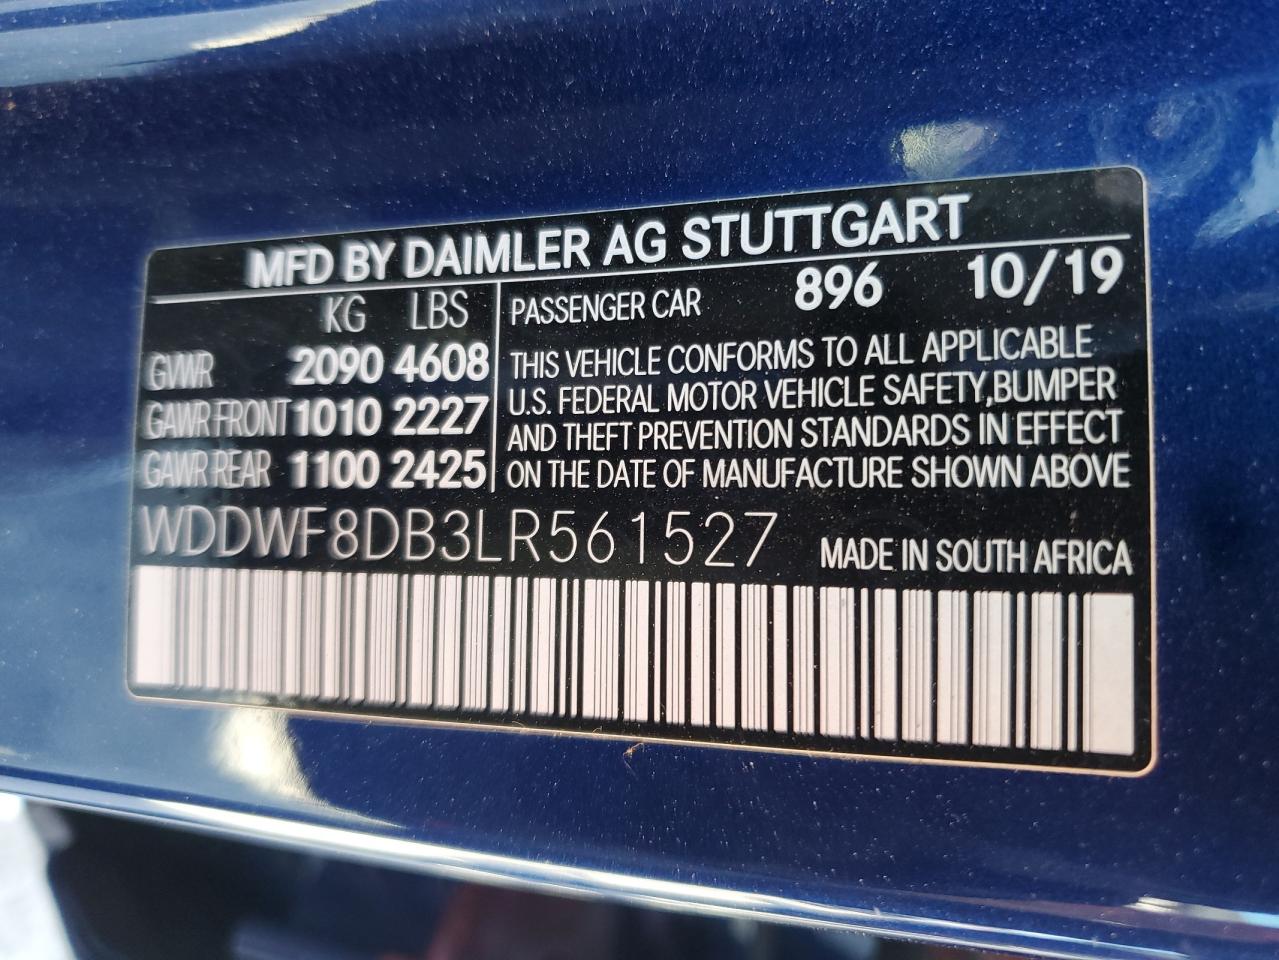 MFD BY DAIMLER AG STUTTGART
KG LBS
GVWR 2090 4608
GAWR FRONT 1010 2227
GAWR REAR 1100 2425
PASSENGER CAR 896 10/19
THIS VEHICLE CONFORMS TO ALL APPLICABLE
U.S. FEDERAL MOTOR VEHICLE SAFETY,BUMPER
AND THEFT PREVENTION STANDARDS IN EFFECT
ON THE DATE OF MANUFACTURE SHOWN ABOVE
WDDWF8DB3LR561527 MADE IN SOUTH AFRICA